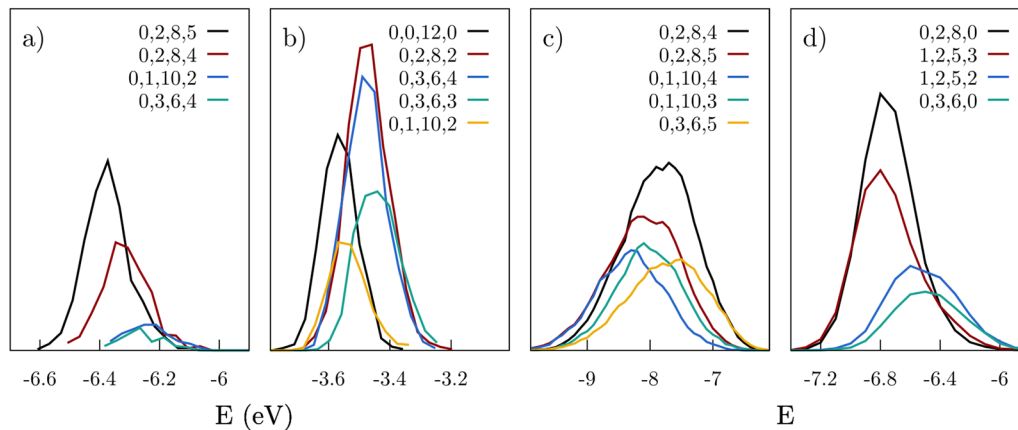 a)
0,2,8,5
0,2,8,4
0,1,10,2
0,3,6,4
-6.6 -6.4 -6.2 -6
b)
0,0,12,0
0,2,8,2
0,3,6,4
0,3,6,3
0,1,10,2
-3.6 -3.4 -3.2
E (eV)
c)
0,2,8,4
0,2,8,5
0,1,10,4
0,1,10,3
0,3,6,5
-9 -8 -7
d)
0,2,8,0
1,2,5,3
1,2,5,2
0,3,6,0
-7.2 -6.8 -6.4 -6
E